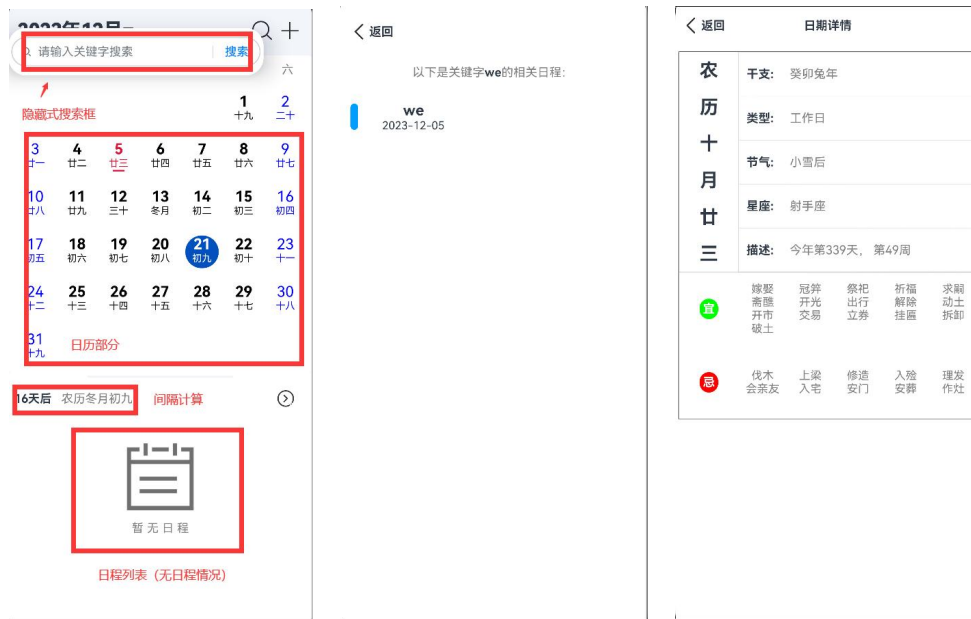 2023年12月
请输入关键字搜索 搜索
六
隐藏式搜索框
1 2
十九 二十
3 4 5 6 7 8 9
廿一 廿二 廿三 廿四 廿五 廿六 廿七
10 11 12 13 14 15 16
廿八 廿九 三十 冬月 初二 初三 初四
17 18 19 20 21 22 23
初五 初六 初七 初八 初九 初十 十一
24 25 26 27 28 29 30
十二 十三 十四 十五 十六 十七 十八
31
十九
日历部分
16天后 农历冬月初九 间隔计算
暂无日程
日程列表（无日程情况）
返回
以下是关键字we的相关日程:
we
2023-12-05
返回 日期详情
农
历
十
月
廿
三
干支: 癸卯兔年
类型: 工作日
节气: 小雪后
星座: 射手座
描述: 今年第339天, 第49周
宜
嫁娶 冠笄 祭祀 祈福 求嗣
斋醮 开光 出行 解除 动土
开市 交易 立券 挂匾 拆卸
破土
忌
伐木 上梁 修造 入殓 理发
会亲友 入宅 安门 安葬 作灶